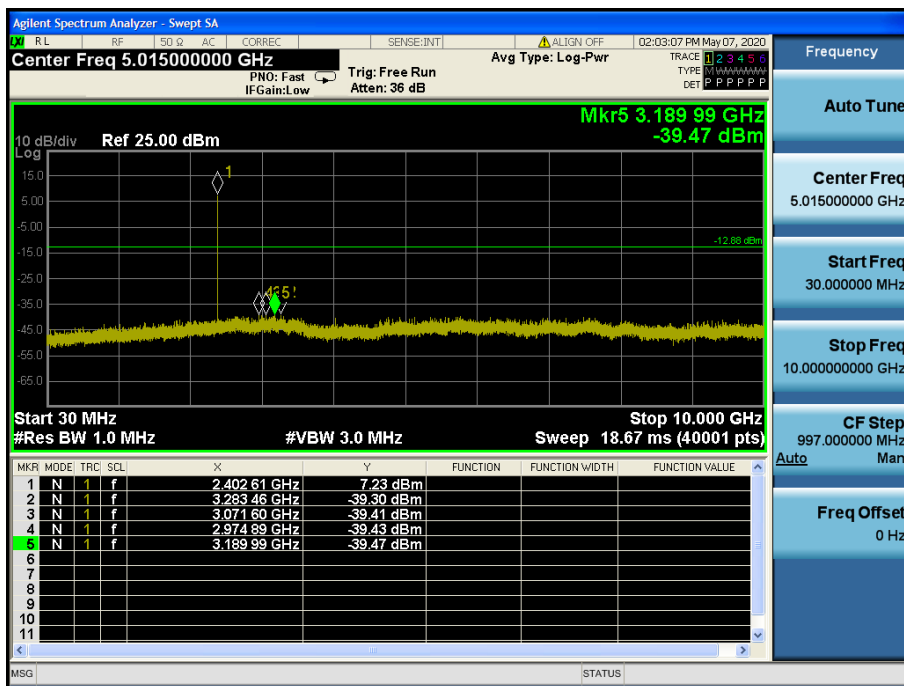 Agilent Spectrum Analyzer - Swept SA
LXI RL RF 50 Ω AC CORREC SENSE:INT ALIGN OFF 02:03:07 PM May 07, 2020
Center Freq 5.015000000 GHz
PNO: Fast
IFGain:Low
Trig: Free Run
Atten: 36 dB
Avg Type: Log-Pwr
TRACE 1 2 3 4 5 6
TYPE M
DET P P P P P P
Mkr5 3.189 99 GHz
-39.47 dBm
10 dB/div Ref 25.00 dBm
Log
15.0
5.00
-5.00
-15.0
-25.0
-35.0
-45.0
-55.0
-65.0
1
-12.88 dBm
Start 30 MHz Stop 10.000 GHz
#Res BW 1.0 MHz #VBW 3.0 MHz Sweep 18.67 ms (40001 pts)
MKR MODE TRC SCL X Y FUNCTION FUNCTION WIDTH FUNCTION VALUE
1 N 1 f 2.402 61 GHz 7.23 dBm
2 N 1 f 3.283 46 GHz -39.30 dBm
3 N 1 f 3.071 60 GHz -39.41 dBm
4 N 1 f 2.974 89 GHz -39.43 dBm
5 N 1 f 3.189 99 GHz -39.47 dBm
6
7
8
9
10
11
MSG STATUS
Frequency
Auto Tune
Center Freq
5.015000000 GHz
Start Freq
30.000000 MHz
Stop Freq
10.000000000 GHz
CF Step
997.000000 MHz
Auto Man
Freq Offset
0 Hz